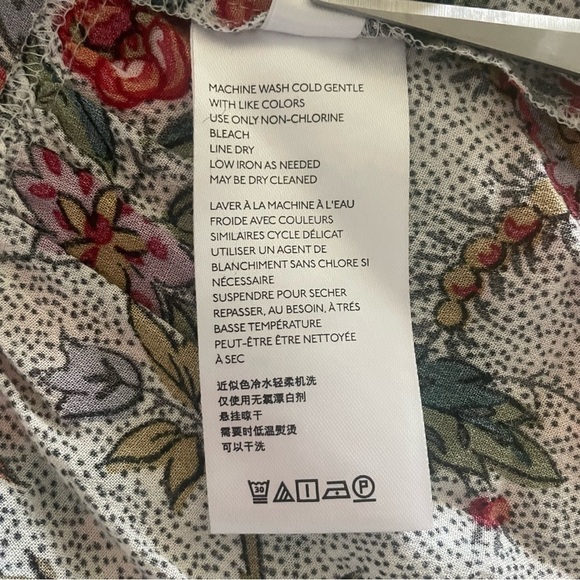 MACHINE WASH COLD GENTLE
WITH LIKE COLORS
USE ONLY NON-CHLORINE
BLEACH
LINE DRY
LOW IRON AS NEEDED
MAY BE DRY CLEANED
LAVER À LA MACHINE À L'EAU
FROIDE AVEC COULEURS
SIMILAIRES CYCLE DÉLICAT
UTILISER UN AGENT DE
BLANCHIMENT SANS CHLORE SI
NÉCESSAIRE
SUSPENDRE POUR SECHER
REPASSER, AU BESOIN, À TRÉS
BASSE TEMPÉRATURE
PEUT-ÊTRE ÊTRE NETTOYÉE
À SEC
近似色冷水轻柔机洗
仅使用无氯漂白剂
悬挂晾干
需要时低温熨烫
可以干洗
30 P